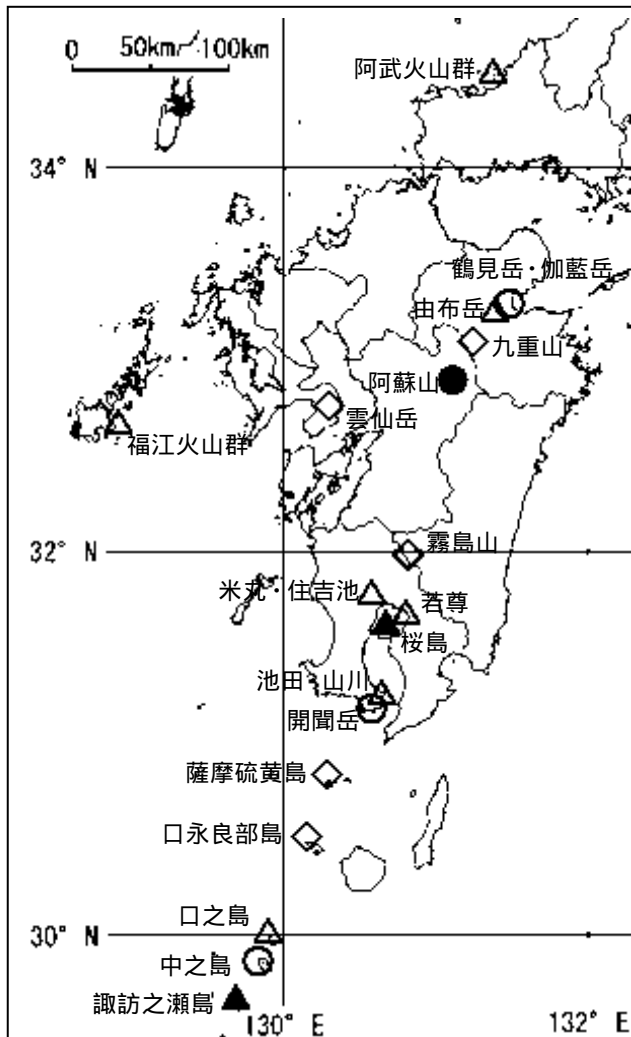 0 50km 100km
阿武火山群
34° N
鶴見岳・伽藍岳
由布岳
九重山
阿蘇山
雲仙岳
福江火山群
32° N
霧島山
米丸・住吉池
若尊
桜島
池田・山川
開聞岳
薩摩硫黄島
口永良部島
口之島
30° N
中之島
諏訪之瀬島
130° E
132° E